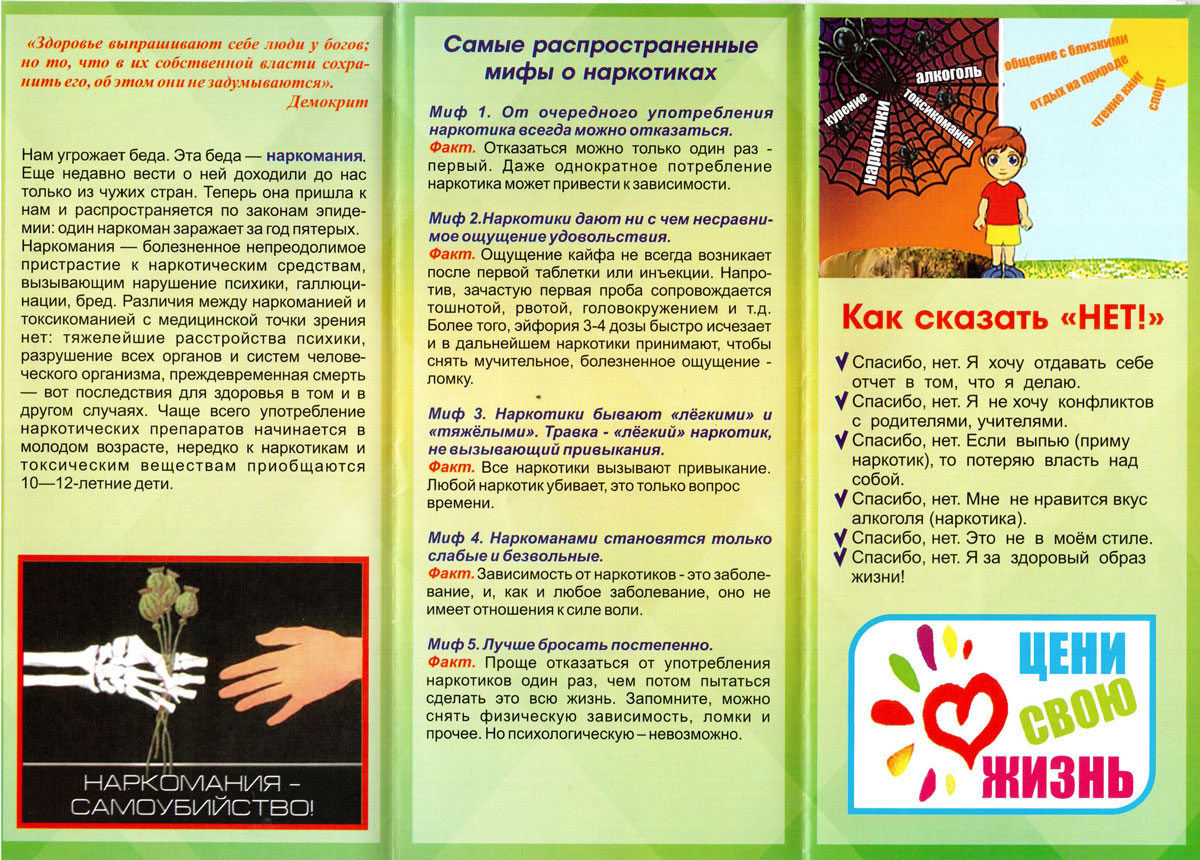 «Здоровье выпрашивают себе люди у богов;
но то, что в их собственной власти сохра-
нить его, об этом они не задумываются».
Демокрит
Нам угрожает беда. Эта беда — наркомания.
Еще недавно вести о ней доходили до нас
только из чужих стран. Теперь она пришла к
нам и распространяется по законам эпиде-
мии: один наркоман заражает за год пятерых.
Наркомания — болезненное непреодолимое
пристрастие к наркотическим средствам,
вызывающим нарушение психики, галлюци-
нации, бред. Различия между наркоманией и
токсикоманией с медицинской точки зрения
нет: тяжелейшие расстройства психики,
разрушение всех органов и систем челове-
ческого организма, преждевременная смерть
— вот последствия для здоровья в том и в
другом случаях. Чаще всего употребление
наркотических препаратов начинается в
молодом возрасте, нередко к наркотикам и
токсическим веществам приобщаются
10—12-летние дети.
НАРКОМАНИЯ -
САМОУБИЙСТВО!
Самые распространенные
мифы о наркотиках
Миф 1. От очередного употребления
наркотика всегда можно отказаться.
Факт. Отказаться можно только один раз -
первый. Даже однократное потребление
наркотика может привести к зависимости.
Миф 2.Наркотики дают ни с чем несравни-
мое ощущение удовольствия.
Факт. Ощущение кайфа не всегда возникает
после первой таблетки или инъекции. Напро-
тив, зачастую первая проба сопровождается
тошнотой, рвотой, головокружением и т.д.
Более того, эйфория 3-4 дозы быстро исчезает
и в дальнейшем наркотики принимают, чтобы
снять мучительное, болезненное ощущение -
ломку.
Миф 3. Наркотики бывают «лёгкими» и
«тяжёлыми». Травка - «лёгкий» наркотик,
не вызывающий привыкания.
Факт. Все наркотики вызывают привыкание.
Любой наркотик убивает, это только вопрос
времени.
Миф 4. Наркоманами становятся только
слабые и безвольные.
Факт. Зависимость от наркотиков - это заболе-
вание, и, как и любое заболевание, оно не
имеет отношения к силе воли.
Миф 5. Лучше бросать постепенно.
Факт. Проще отказаться от употребления
наркотиков один раз, чем потом пытаться
сделать это всю жизнь. Запомните, можно
снять физическую зависимость, ломки и
прочее. Но психологическую – невозможно.
алкоголь
курение
наркотики
токсикомания
общение с близкими
отдых на природе
чтение книг
спорт
Как сказать «НЕТ!»
Спасибо, нет. Я хочу отдавать себе
отчет в том, что я делаю.
Спасибо, нет. Я не хочу конфликтов
с родителями, учителями.
Спасибо, нет. Если выпью (приму
наркотик), то потеряю власть над
собой.
Спасибо, нет. Мне не нравится вкус
алкоголя (наркотика).
Спасибо, нет. Это не в моём стиле.
Спасибо, нет. Я за здоровый образ
жизни!
ЦЕНИ
СВОЮ
ЖИЗНЬ